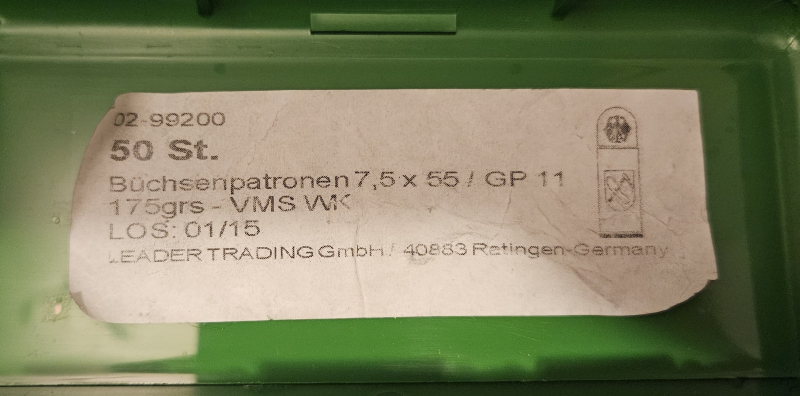 02-99200
50 St.
Büchsenpatronen 7,5 x 55 / GP 11
175grs - VMS WK
LOS: 01/15
LEADER TRADING GmbH / 40883 Ratingen-Germany